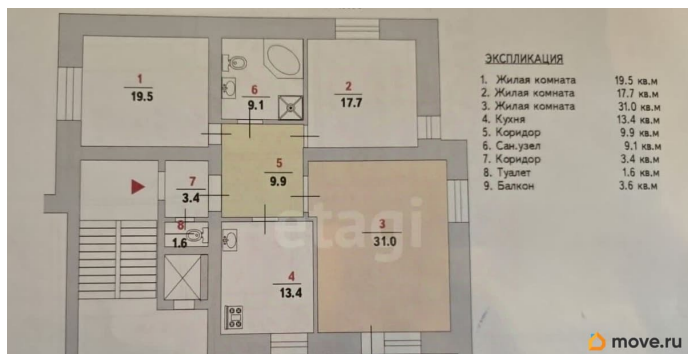 ЭКСПЛИКАЦИЯ
1. Жилая комната 19.5 кв.м
2. Жилая комната 17.7 кв.м
3. Жилая комната 31.0 кв.м
4. Кухня 13.4 кв.м
5. Коридор 9.9 кв.м
6. Сан.узел 9.1 кв.м
7. Коридор 3.4 кв.м
8. Туалет 1.6 кв.м
9. Балкон 3.6 кв.м
1
19.5
6
9.1
2
17.7
5
9.9
7
3.4
8
1.6
3
31.0
4
13.4
etagi
move.ru